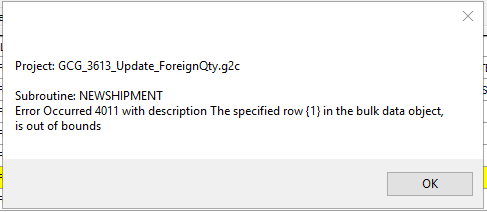 Project: GCG_3613_Update_ForeignQty.g2c
Subroutine: NEWSHIPMENT
Error Occurred 4011 with description The specified row {1} in the bulk data object,
is out of bounds
OK